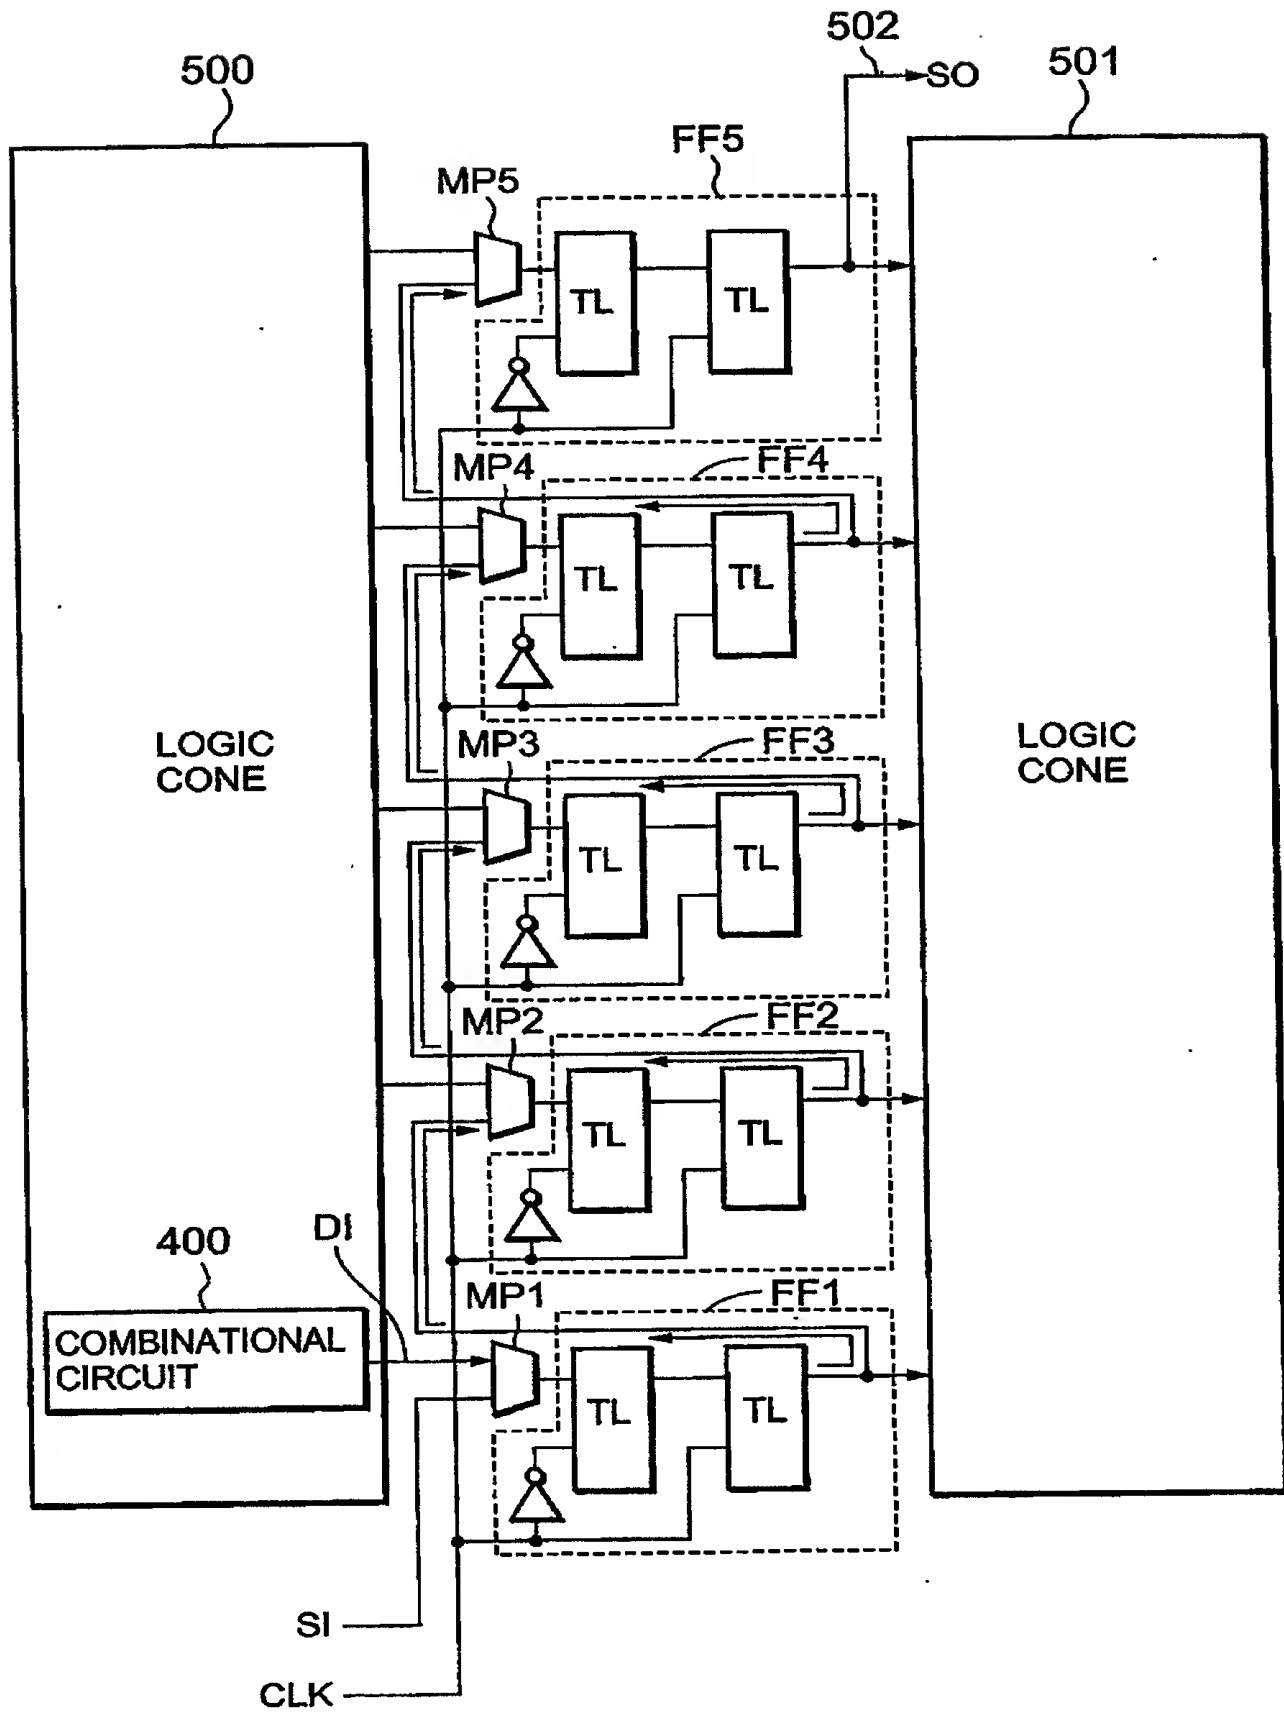 502
500
SO
501
FF5
MP5
TL
TL
MP4
FF4
TL
TL
LOGIC
CONE
MP3
FF3
LOGIC
CONE
TL
TL
MP2
FF2
TL
TL
DI
400
MP1
FF1
COMBINATIONAL
CIRCUIT
TL
TL
SI
CLK